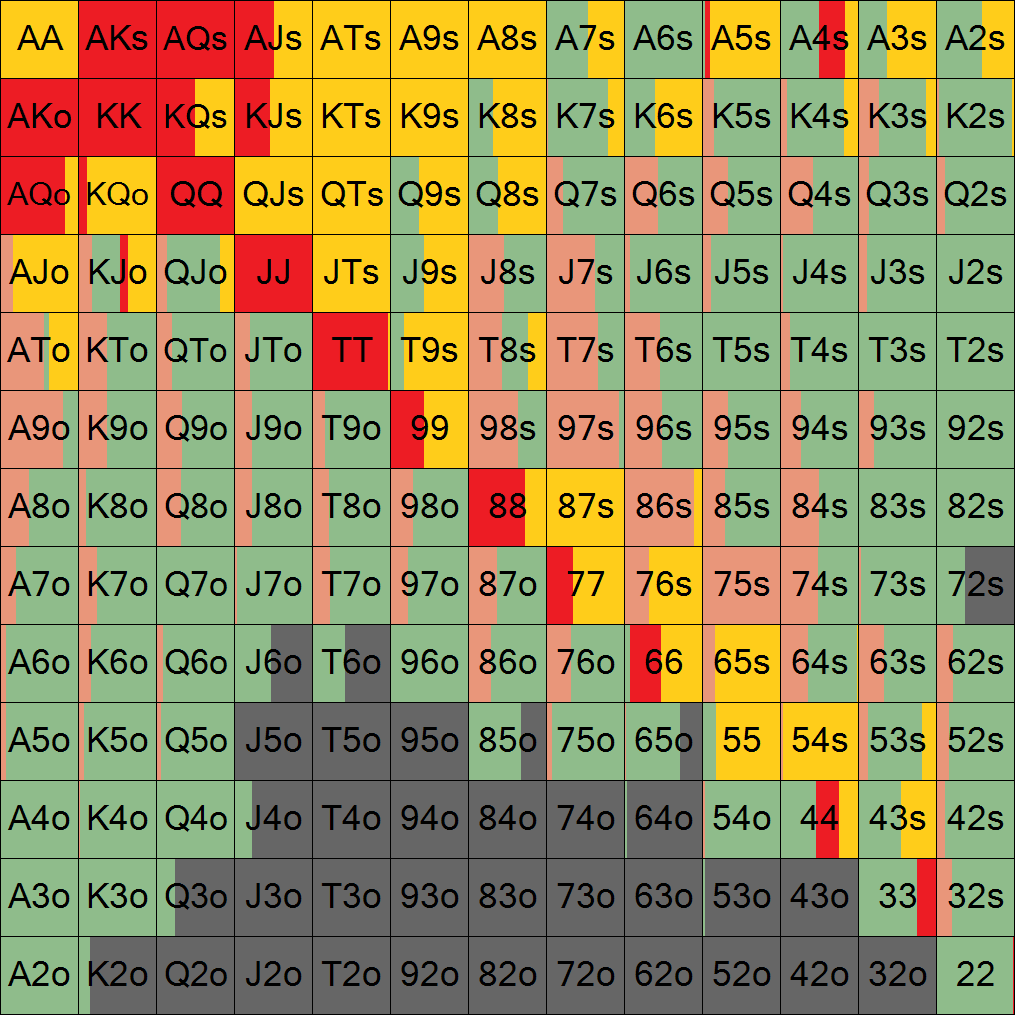 AA AKs AQs AJs ATs A9s A8s A7s A6s A5s A4s A3s A2s
AKo KK KQs KJs KTs K9s K8s K7s K6s K5s K4s K3s K2s
AQo KQo QQ QJs QTs Q9s Q8s Q7s Q6s Q5s Q4s Q3s Q2s
AJo KJo QJo JJ JTs J9s J8s J7s J6s J5s J4s J3s J2s
ATo KTo QTo JTo TT T9s T8s T7s T6s T5s T4s T3s T2s
A9o K9o Q9o J9o T9o 99 98s 97s 96s 95s 94s 93s 92s
A8o K8o Q8o J8o T8o 98o 88 87s 86s 85s 84s 83s 82s
A7o K7o Q7o J7o T7o 97o 87o 77 76s 75s 74s 73s 72s
A6o K6o Q6o J6o T6o 96o 86o 76o 66 65s 64s 63s 62s
A5o K5o Q5o J5o T5o 95o 85o 75o 65o 55 54s 53s 52s
A4o K4o Q4o J4o T4o 94o 84o 74o 64o 54o 44 43s 42s
A3o K3o Q3o J3o T3o 93o 83o 73o 63o 53o 43o 33 32s
A2o K2o Q2o J2o T2o 92o 82o 72o 62o 52o 42o 32o 22